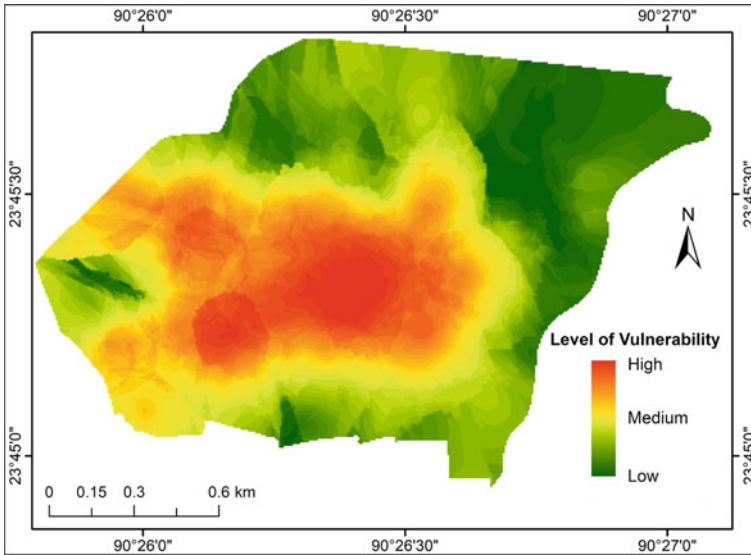 90°26'0" 90°26'30" 90°27'0"
23°45'30" 23°45'30"
N
Level of Vulnerability
High
Medium
Low
23°45'0" 23°45'0"
0 0.15 0.3 0.6 km
90°26'0" 90°26'30" 90°27'0"